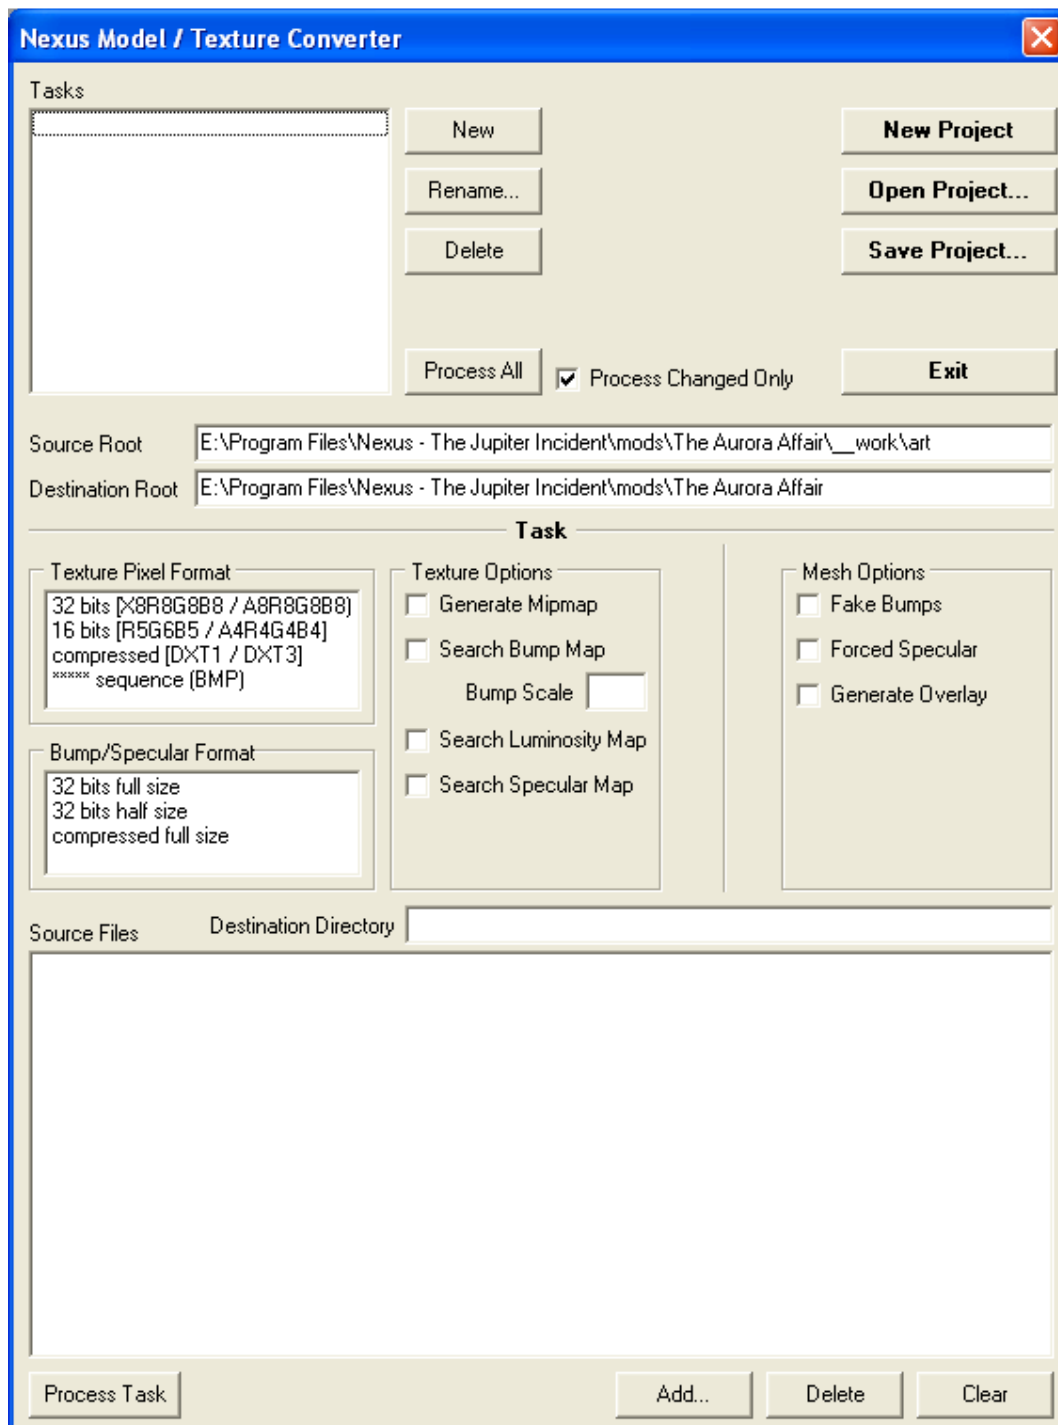 Nexus Model / Texture Converter
Tasks
New
New Project
Rename...
Open Project...
Delete
Save Project...
Process All
Process Changed Only
Exit
Source Root
E:\Program Files\Nexus - The Jupiter Incident\mods\The Aurora Affair\__work\art
Destination Root
E:\Program Files\Nexus - The Jupiter Incident\mods\The Aurora Affair
Task
Texture Pixel Format
32 bits [X8R8G8B8 / A8R8G8B8)
16 bits [R5G6B5 / A4R4G4B4]
compressed [DXT1 / DXT3]
***** sequence (BMP)
Bump/Specular Format
32 bits full size
32 bits half size
compressed full size
Texture Options
Generate Mipmap
Search Bump Map
Bump Scale
Search Luminosity Map
Search Specular Map
Mesh Options
Fake Bumps
Forced Specular
Generate Overlay
Source Files
Destination Directory
Process Task
Add...
Delete
Clear